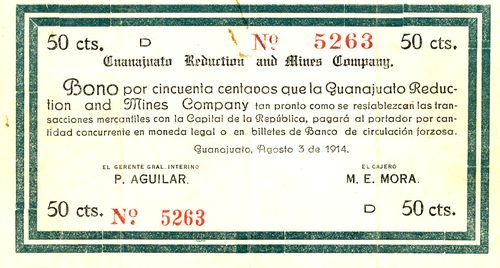 50 cts. D Nº 5263 50 cts.
Guanajuato Reduction and Mines Company.
Bono por cincuenta centavos que la Guanajuato Reduc-
tion and Mines Company tan pronto como se restablezcan las tran-
sacciones mercantiles con la Capital de la República, pagará al portador por can-
tidad concurrente en moneda legal o en billetes de Banco de circulación forzosa.
Guanajuato, Agosto 3 de 1914.
EL GERENTE GRAL. INTERINO EL CAJERO
P. AGUILAR. M. E. MORA.
50 cts. Nº 5263 D 50 cts.